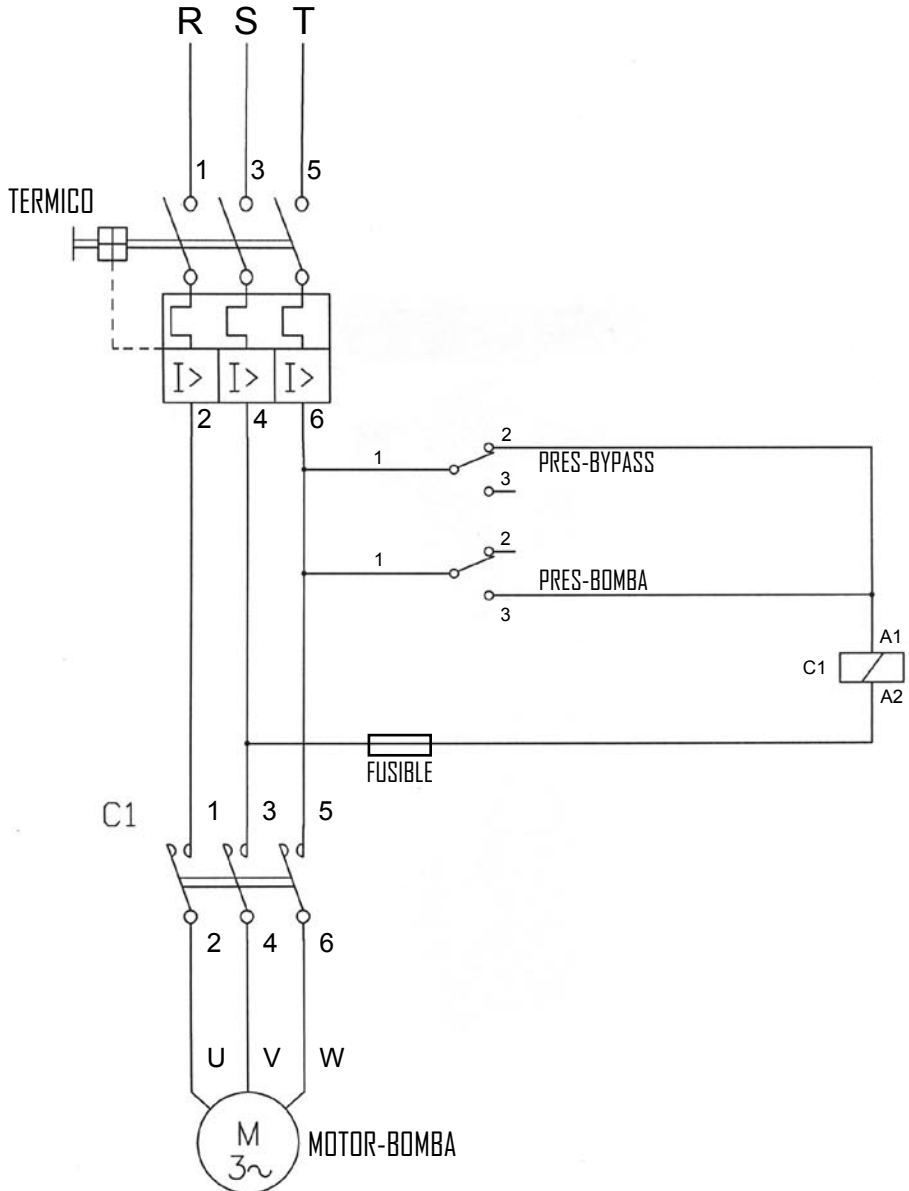 R S T
1 3 5
TERMICO
I> I> I>
2 4 6
2
1
PRES-BYPASS
3
2
1
PRES-BOMBA
3
A1
C1
A2
FUSIBLE
C1
1 3 5
2 4 6
U V W
M
3~
MOTOR-BOMBA